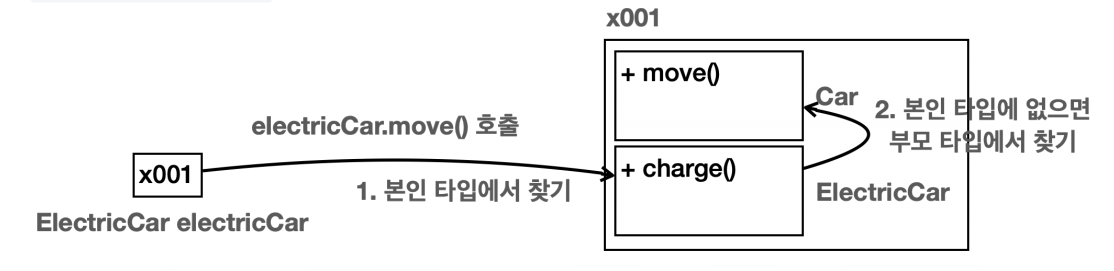 x001
+ move()
Car
2. 본인 타입에 없으면
부모 타입에서 찾기
electricCar.move() 호출
x001
1. 본인 타입에서 찾기
+ charge()
ElectricCar
ElectricCar electricCar